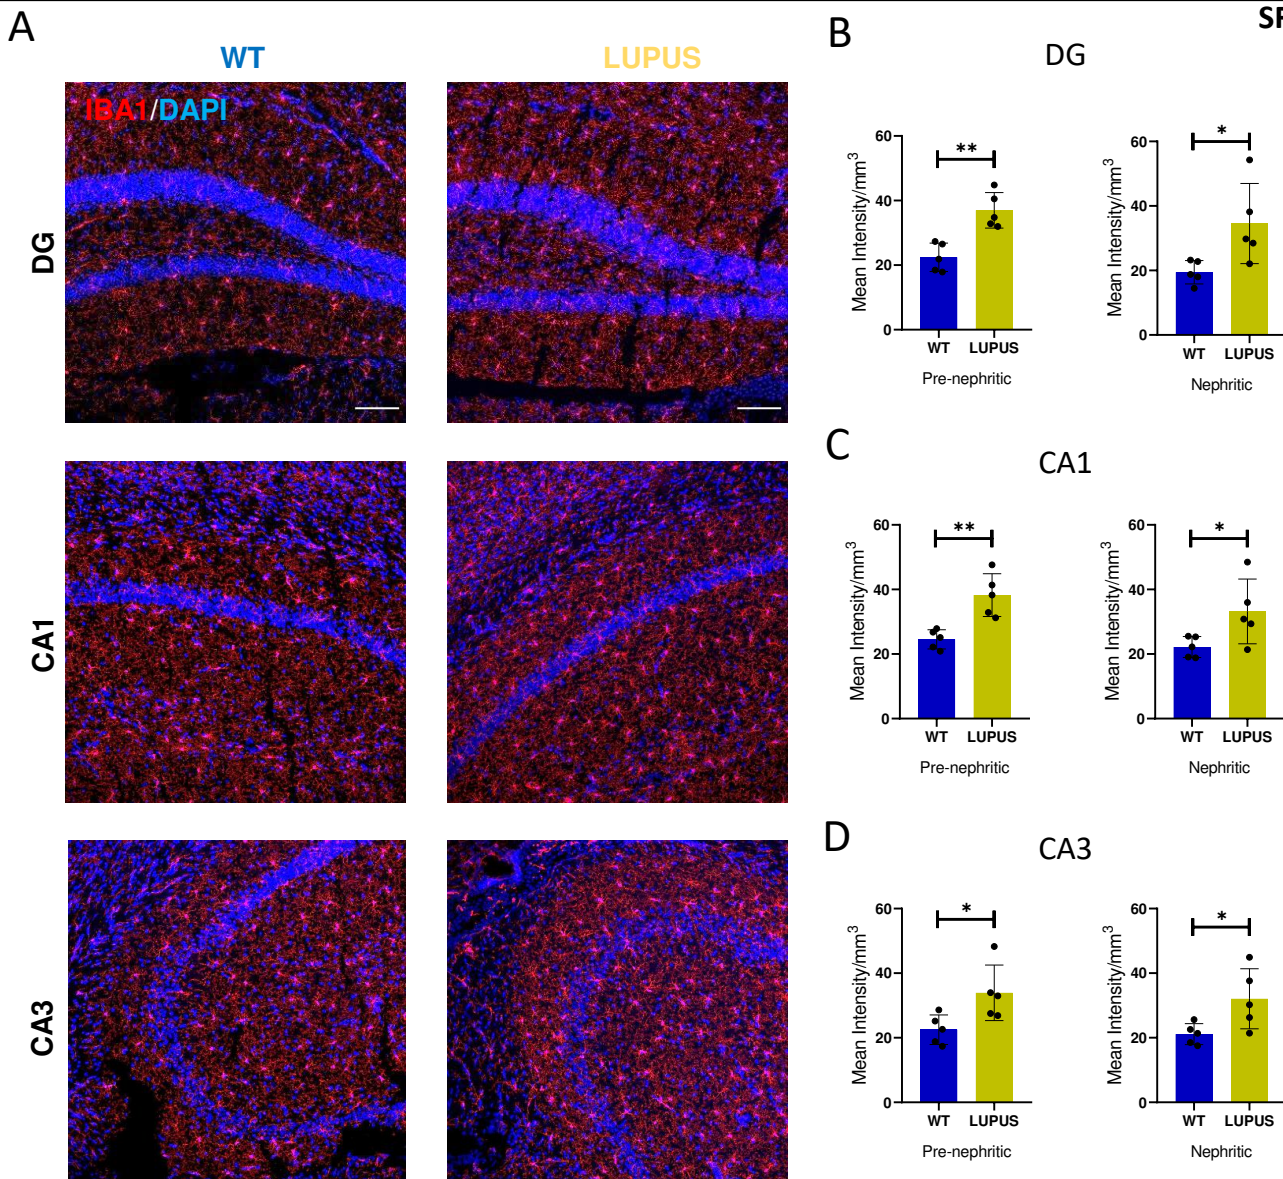 A
WT
LUPUS
IBA1/DAPI
DG
CA1
CA3
B
SP
DG
Mean Intensity/mm³
60
40
20
0
**
WT
LUPUS
Pre-nephritic
Mean Intensity/mm³
60
40
20
0
*
WT
LUPUS
Nephritic
C
CA1
Mean Intensity/mm³
60
40
20
0
**
WT
LUPUS
Pre-nephritic
Mean Intensity/mm³
60
40
20
0
*
WT
LUPUS
Nephritic
D
CA3
Mean Intensity/mm³
60
40
20
0
*
WT
LUPUS
Pre-nephritic
Mean Intensity/mm³
60
40
20
0
*
WT
LUPUS
Nephritic